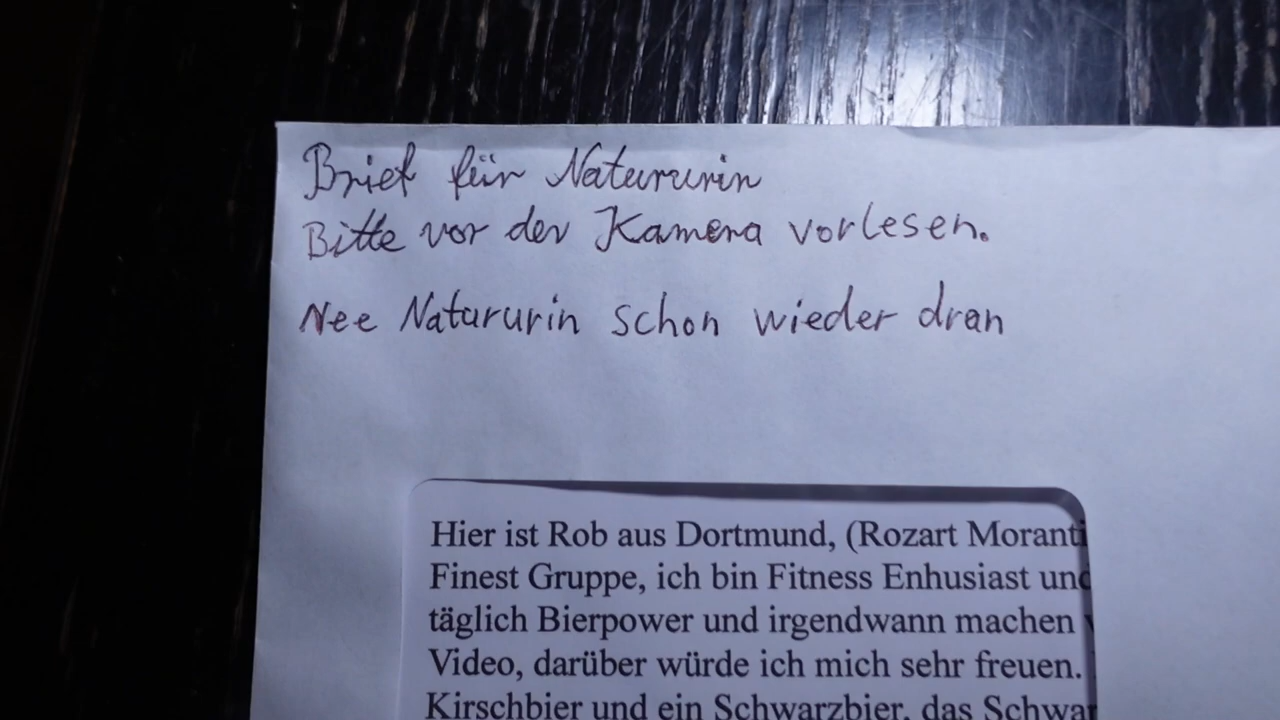 Brief für Natururin
Bitte vor der Kamera vorlesen.
Nee Natururin schon wieder dran
Hier ist Rob aus Dortmund, (Rozart Moranti
Finest Gruppe, ich bin Fitness Enhusiast und
täglich Bierpower und irgendwann machen
Video, darüber würde ich mich sehr freuen.
Kirschbier und ein Schwarzbier, das Schwar